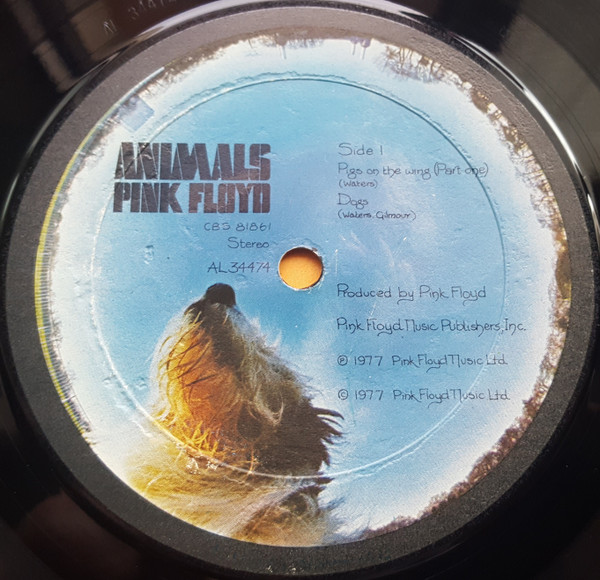 ANIMALS
PINK FLOYD
CBS 81861
Stereo
AL 34474
Side 1
Pigs on the wing (Part one)
(Waters)
Dogs
(Waters, Gilmour)
Produced by Pink Floyd
Pink Floyd Music Publishers, Inc.
℗ 1977 Pink Floyd Music Ltd.
© 1977 Pink Floyd Music Ltd.